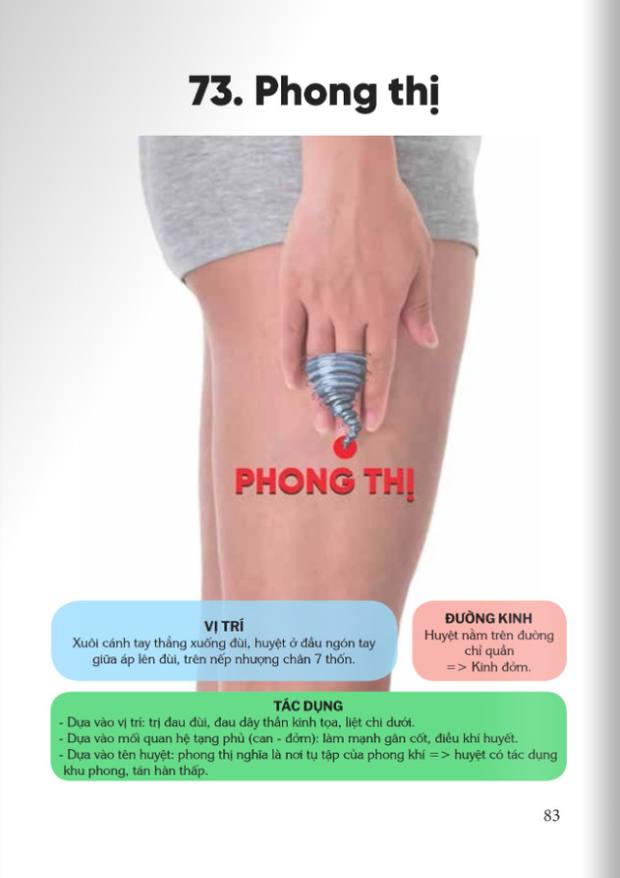 73. Phong thị
PHONG THỊ
VỊ TRÍ
Xuôi cánh tay thẳng xuống đùi, huyệt ở đầu ngón tay
giữa áp lên đùi, trên nếp nhượng chân 7 thốn.
ĐƯỜNG KINH
Huyệt nằm trên đường
chỉ quần
=> Kinh đởm.
TÁC DỤNG
- Dựa vào vị trí: trị đau đùi, đau dây thần kinh tọa, liệt chi dưới.
- Dựa vào mối quan hệ tạng phủ (can - đởm): làm mạnh gân cốt, điều khí huyết.
- Dựa vào tên huyệt: phong thị nghĩa là nơi tụ tập của phong khí => huyệt có tác dụng
khu phong, tán hàn thấp.
83